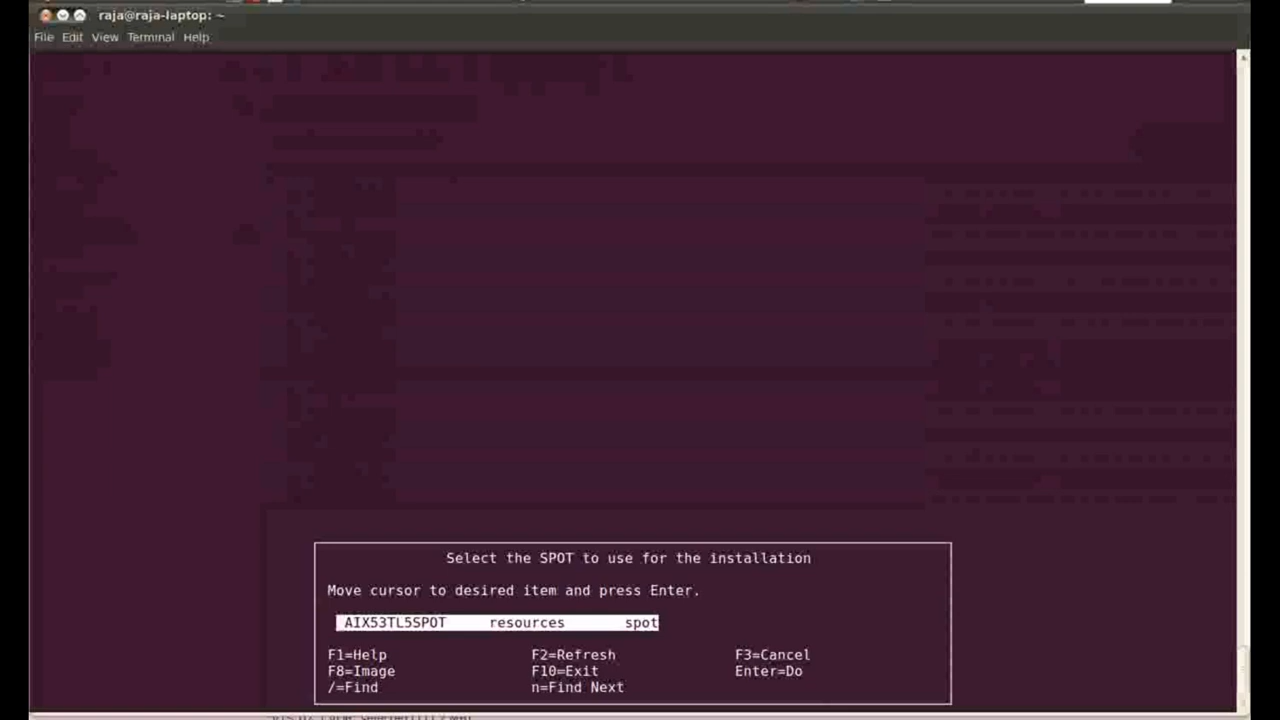 raja@raja-laptop: ~
File Edit View Terminal Help
Select the SPOT to use for the installation
Move cursor to desired item and press Enter.
AIX53TL5SPOT resources spot
F1=Help F2=Refresh F3=Cancel
F8=Image F10=Exit Enter=Do
/=Find n=Find Next